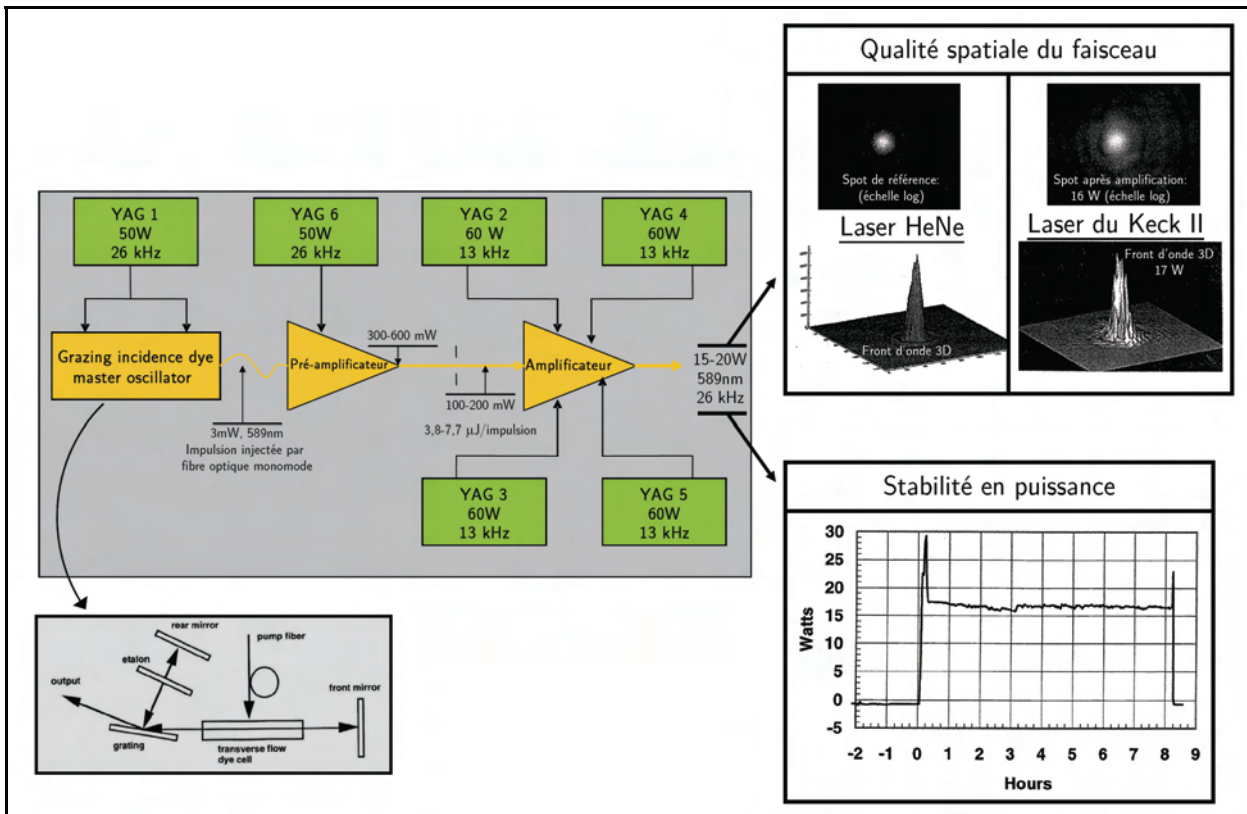 YAG 1
50W
26 kHz
YAG 6
50W
26 kHz
YAG 2
60 W
13 kHz
YAG 4
60W
13 kHz
Grazing incidence dye
master oscillator
Pré-amplificateur
300-600 mW
100-200 mW
3,8-7,7 µJ/impulsion
Amplificateur
15-20W
589nm
26 kHz
3mW, 589nm
Impulsion injectée par
fibre optique monomode
YAG 3
60W
13 kHz
YAG 5
60W
13 kHz
rear mirror
etalon
pump fiber
output
front mirror
grating
transverse flow
dye cell
Qualité spatiale du faisceau
Spot de référence:
(échelle log)
Laser HeNe
Front d'onde 3D
Spot après amplification:
16 W (échelle log)
Laser du Keck II
Front d'onde 3D
17 W
Stabilité en puissance
Watts
30
25
20
15
10
5
0
-5
-2 -1 0 1 2 3 4 5 6 7 8 9
Hours